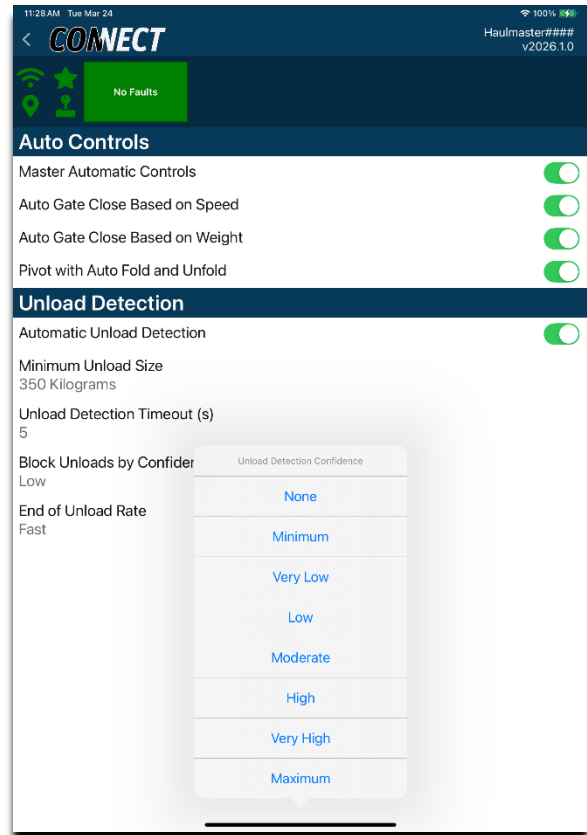 11:28 AM Tue Mar 24
100%
CONNECT
Haulmaster####
v2026.1.0
No Faults
Auto Controls
Master Automatic Controls
Auto Gate Close Based on Speed
Auto Gate Close Based on Weight
Pivot with Auto Fold and Unfold
Unload Detection
Automatic Unload Detection
Minimum Unload Size
350 Kilograms
Unload Detection Timeout (s)
5
Block Unloads by Confiden
Low
End of Unload Rate
Fast
Unload Detection Confidence
None
Minimum
Very Low
Low
Moderate
High
Very High
Maximum